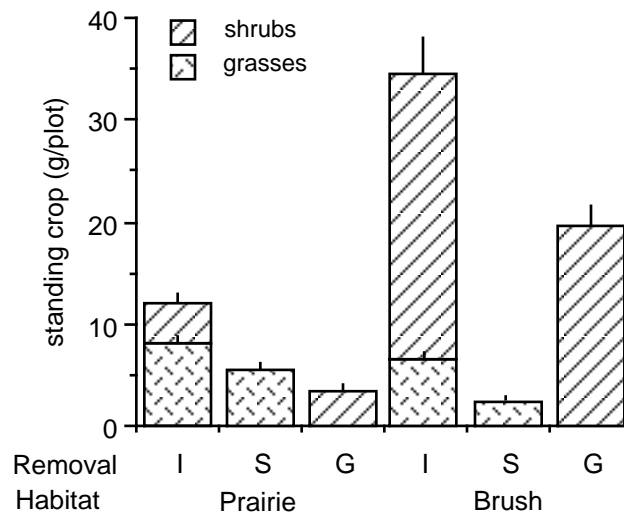 40
30
20
10
0
standing crop (g/plot)
shrubs
grasses
Removal I S G I S G
Habitat Prairie Brush